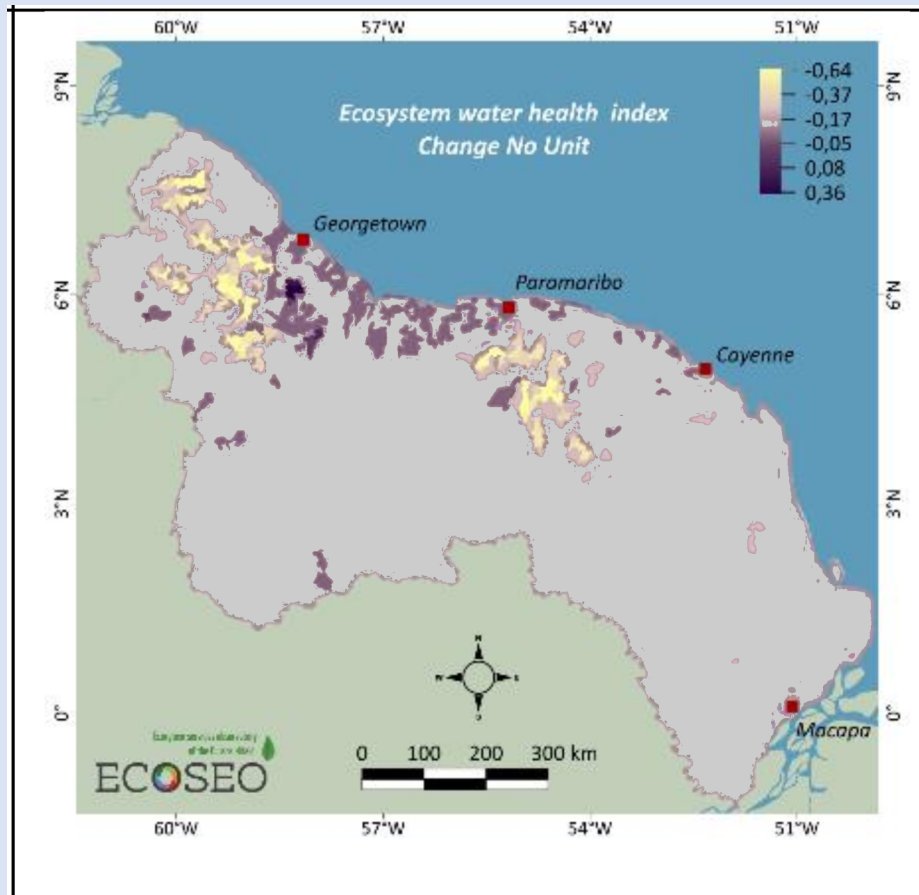 60°W 57°W 54°W 51°W
9°N 9°N
-0,64
-0,37
-0,17
-0,05
0,08
0,36
Ecosystem water health index
Change No Unit
Georgetown
6°N 6°N
Paramaribo
Cayenne
3°N 3°N
N
W E
0° 0°
Macapa
ECOSEO
0 100 200 300 km
60°W 57°W 54°W 51°W